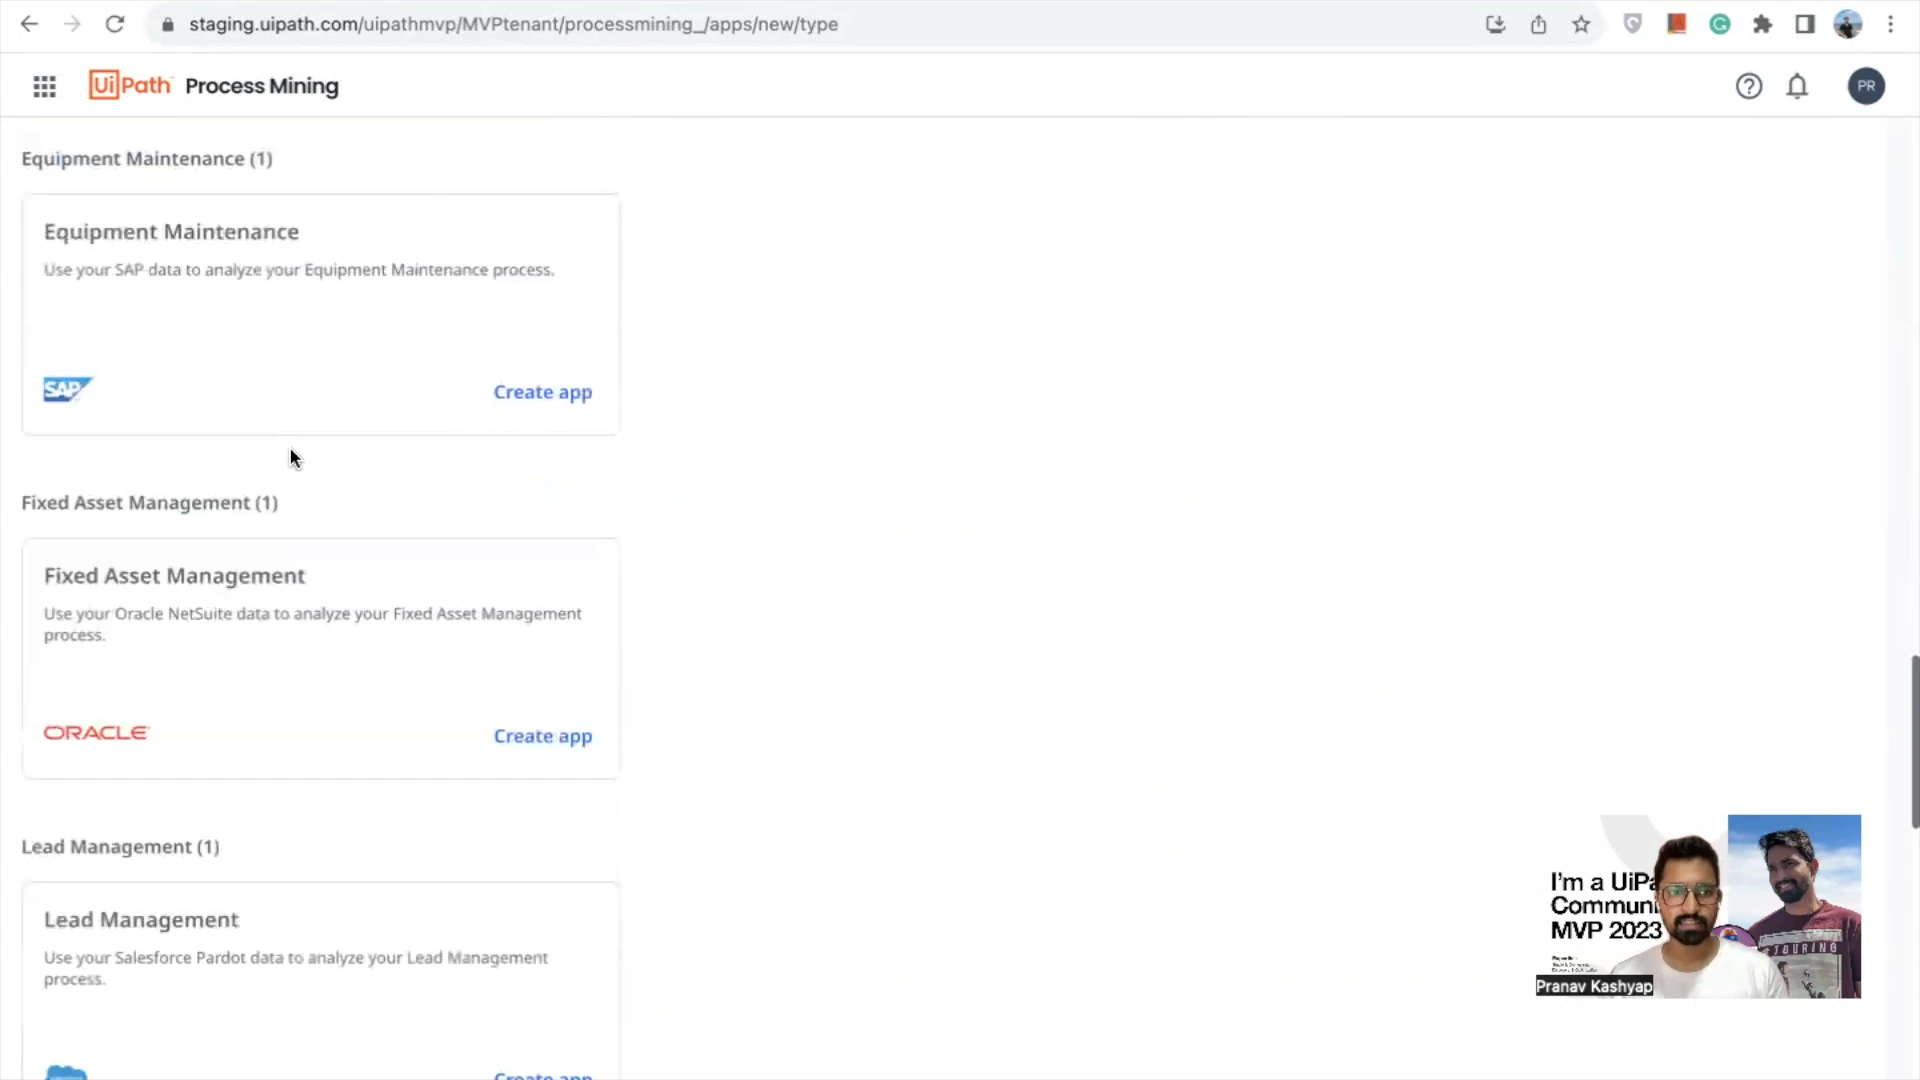 staging.uipath.com/uipathmvp/MVPtenant/processmining_/apps/new/type
UiPath Process Mining
PR
Equipment Maintenance (1)
Equipment Maintenance
Use your SAP data to analyze your Equipment Maintenance process.
SAP
Create app
Fixed Asset Management (1)
Fixed Asset Management
Use your Oracle NetSuite data to analyze your Fixed Asset Management
process.
ORACLE
Create app
Lead Management (1)
Lead Management
Use your Salesforce Pardot data to analyze your Lead Management
process.
Create app
I'm a UiPa
Commun
MVP 2023
TOURING
Pranav Kashyap